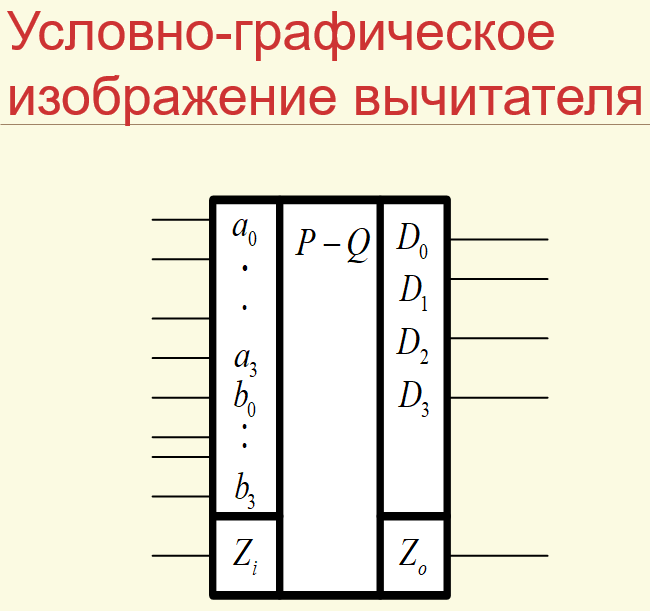 Условно-графическое
изображение вычитателя
a0 P – Q D0
. D1
. D2
a3
b0 D3
:
b3
Zi Zo